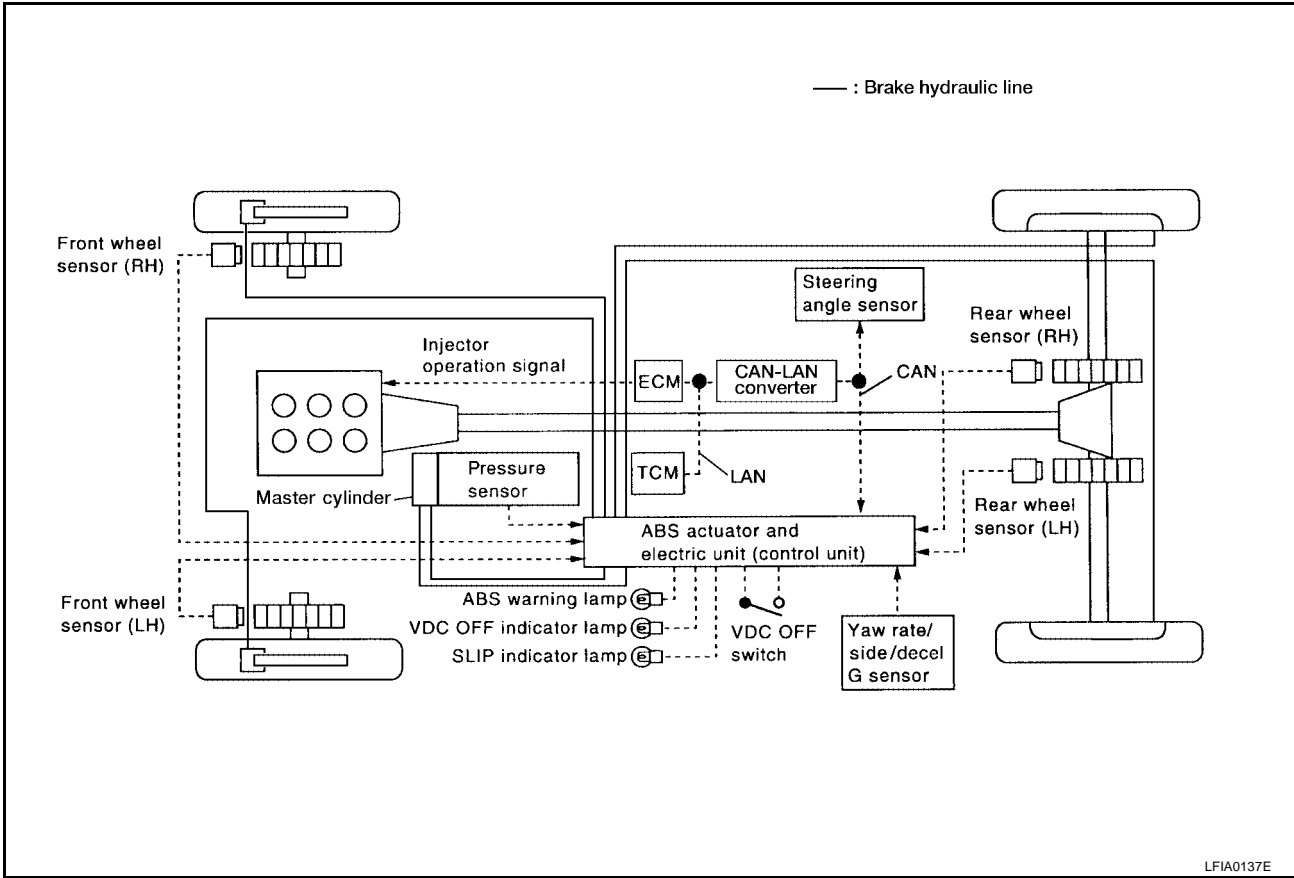 — : Brake hydraulic line
Front wheel
sensor (RH)
Steering
angle sensor
Rear wheel
sensor (RH)
Injector
operation signal
ECM
CAN-LAN
converter
CAN
TCM
LAN
Pressure
sensor
Master cylinder
Rear wheel
sensor (LH)
ABS actuator and
electric unit (control unit)
Front wheel
sensor (LH)
ABS warning lamp
VDC OFF indicator lamp
SLIP indicator lamp
VDC OFF
switch
Yaw rate/
side/decel
G sensor
LFIA0137E